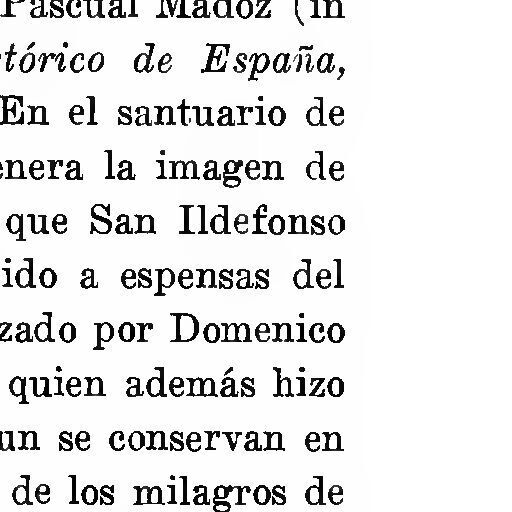 Pascual Madoz (in
tórico de España,
En el santuario de
enera la imagen de
que San Ildefonso
ido a espensas del
zado por Domenico
quien además hizo
un se conservan en
de los milagros de